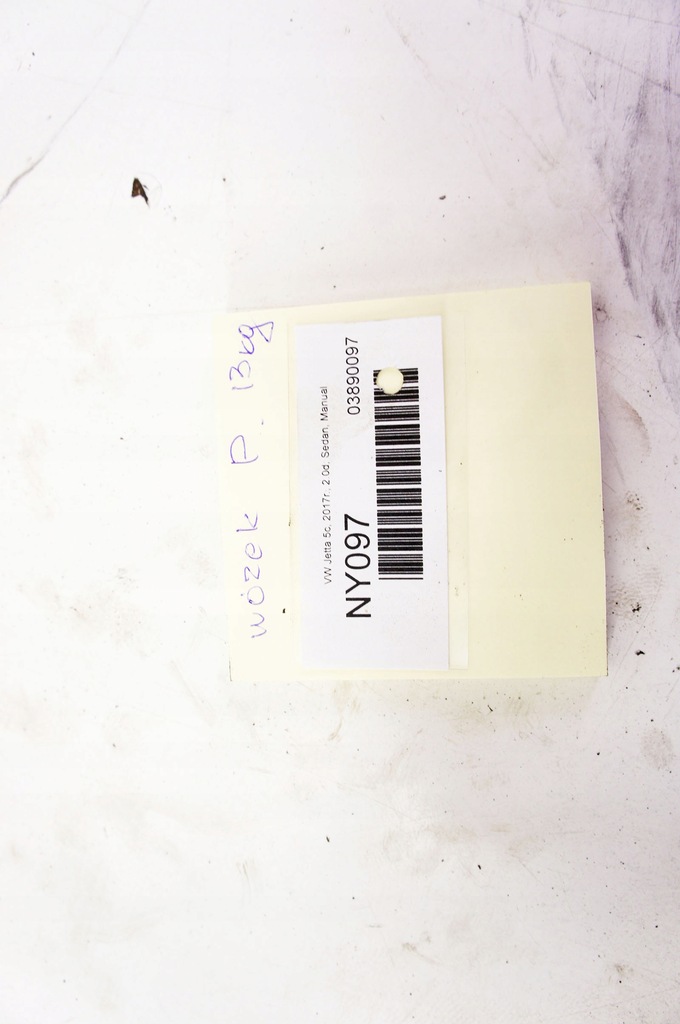 wózek P. 13kg
VW Jetta 5c, 2017r., 2.0d, Sedan, Manual
NY097 03890097